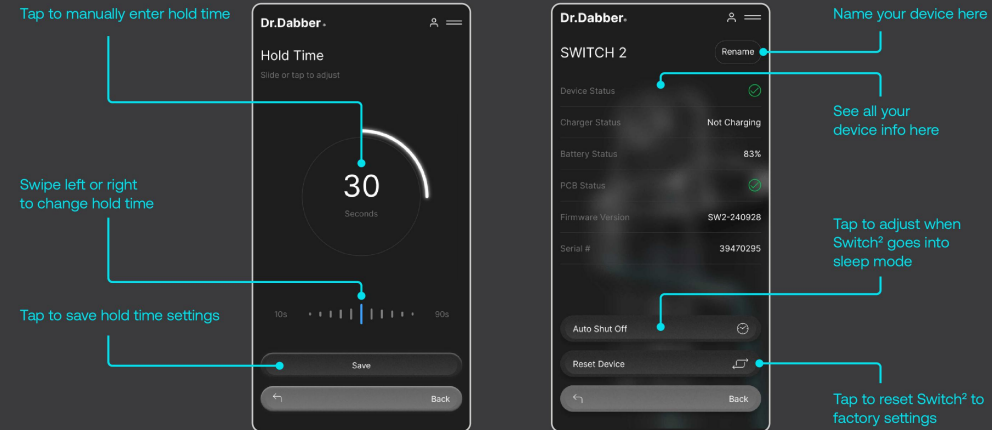 Tap to manually enter hold time
Swipe left or right
to change hold time
Tap to save hold time settings
Dr.Dabber
Hold Time
Slide or tap to adjust
30
Seconds
10s
90s
Save
Back
Dr.Dabber
SWITCH 2
Rename
Device Status
Charger Status Not Charging
Battery Status 83%
PCB Status
Firmware Version SW2-240928
Serial # 39470295
Auto Shut Off
Reset Device
Back
Name your device here
See all your
device info here
Tap to adjust when
Switch² goes into
sleep mode
Tap to reset Switch² to
factory settings